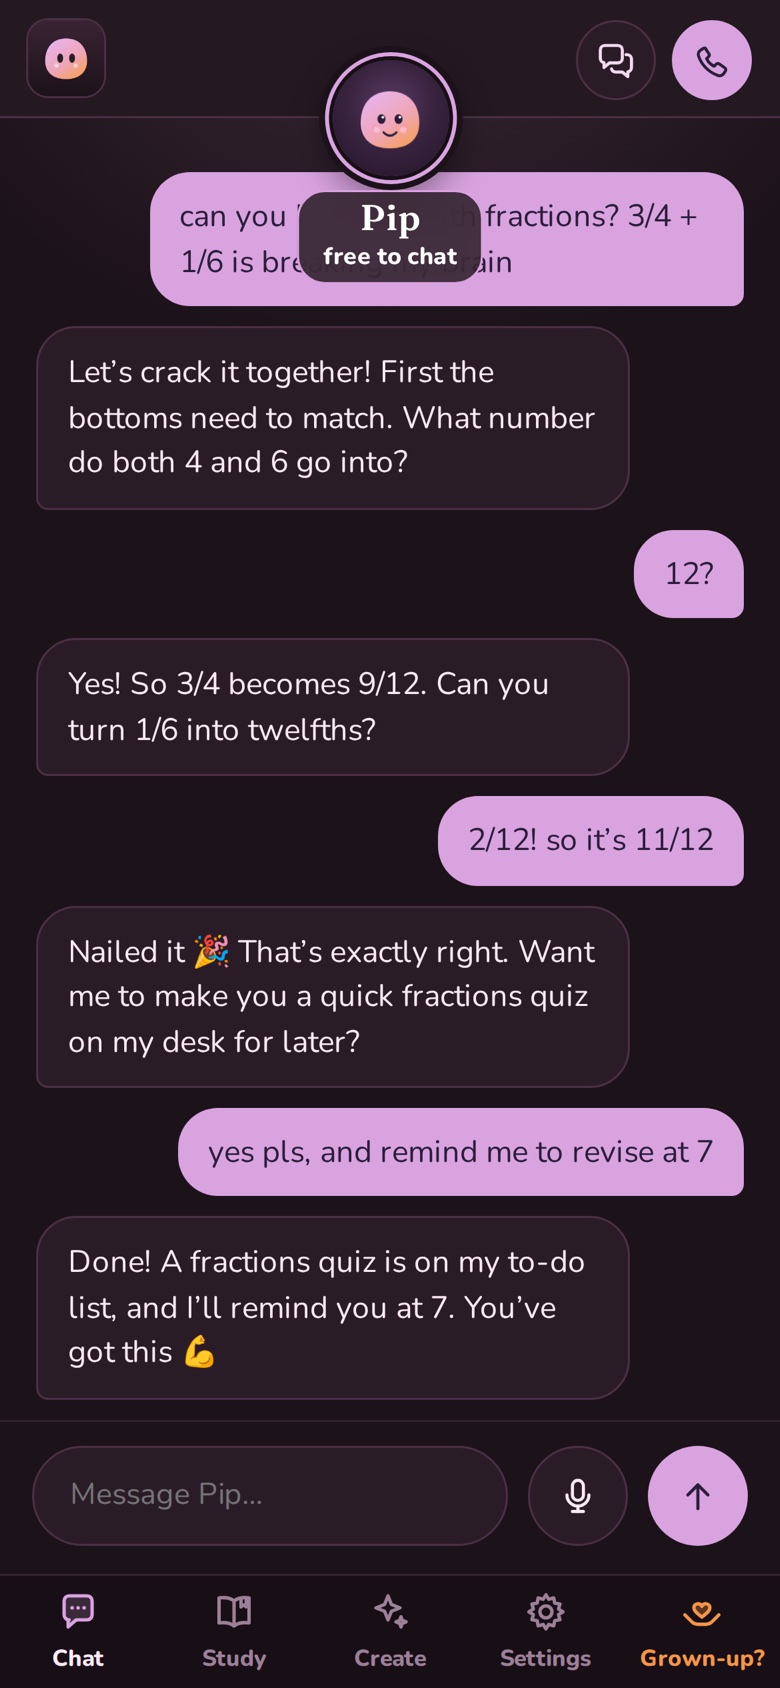 Pip
free to chat
can you fractions? 3/4 +
1/6 is breaking my brain
Let’s crack it together! First the
bottoms need to match. What number
do both 4 and 6 go into?
12?
Yes! So 3/4 becomes 9/12. Can you
turn 1/6 into twelfths?
2/12! so it’s 11/12
Nailed it 🎉 That’s exactly right. Want
me to make you a quick fractions quiz
on my desk for later?
yes pls, and remind me to revise at 7
Done! A fractions quiz is on my to-do
list, and I’ll remind you at 7. You’ve
got this 💪
Message Pip...
Chat Study Create Settings Grown-up?